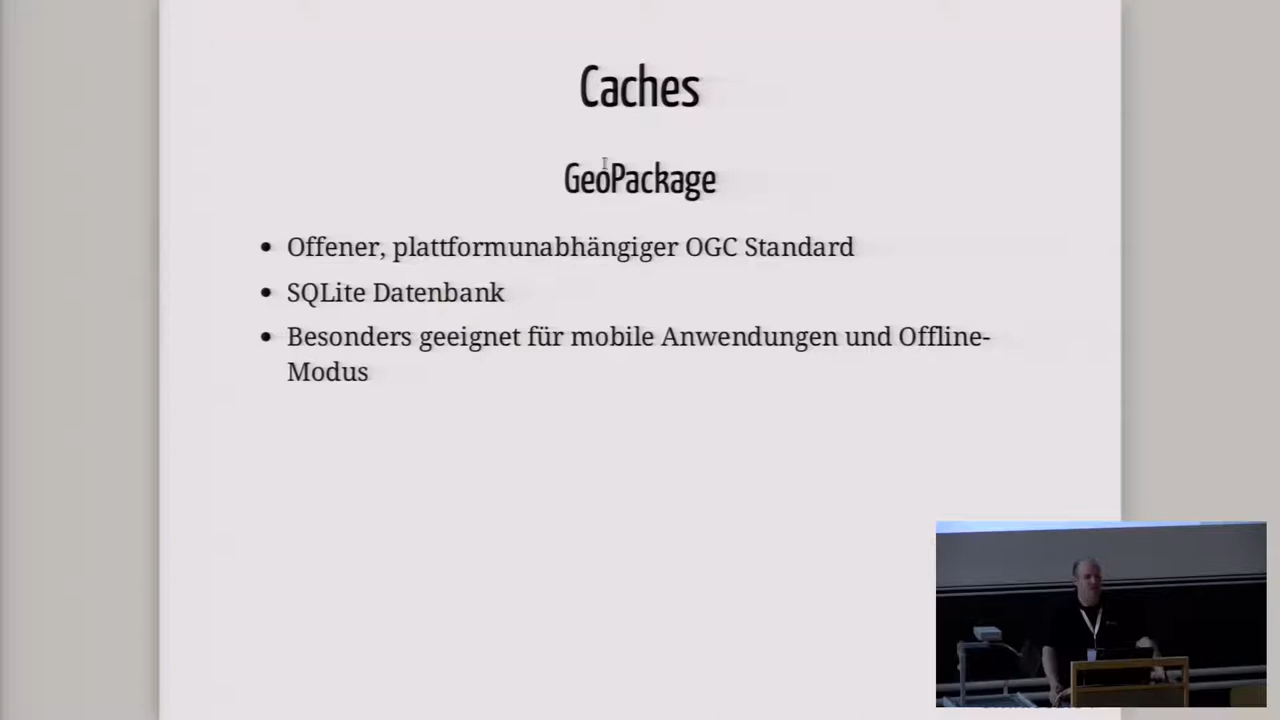 Caches
GeoPackage
Offener, plattformunabhängiger OGC Standard
SQLite Datenbank
Besonders geeignet für mobile Anwendungen und Offline-
Modus